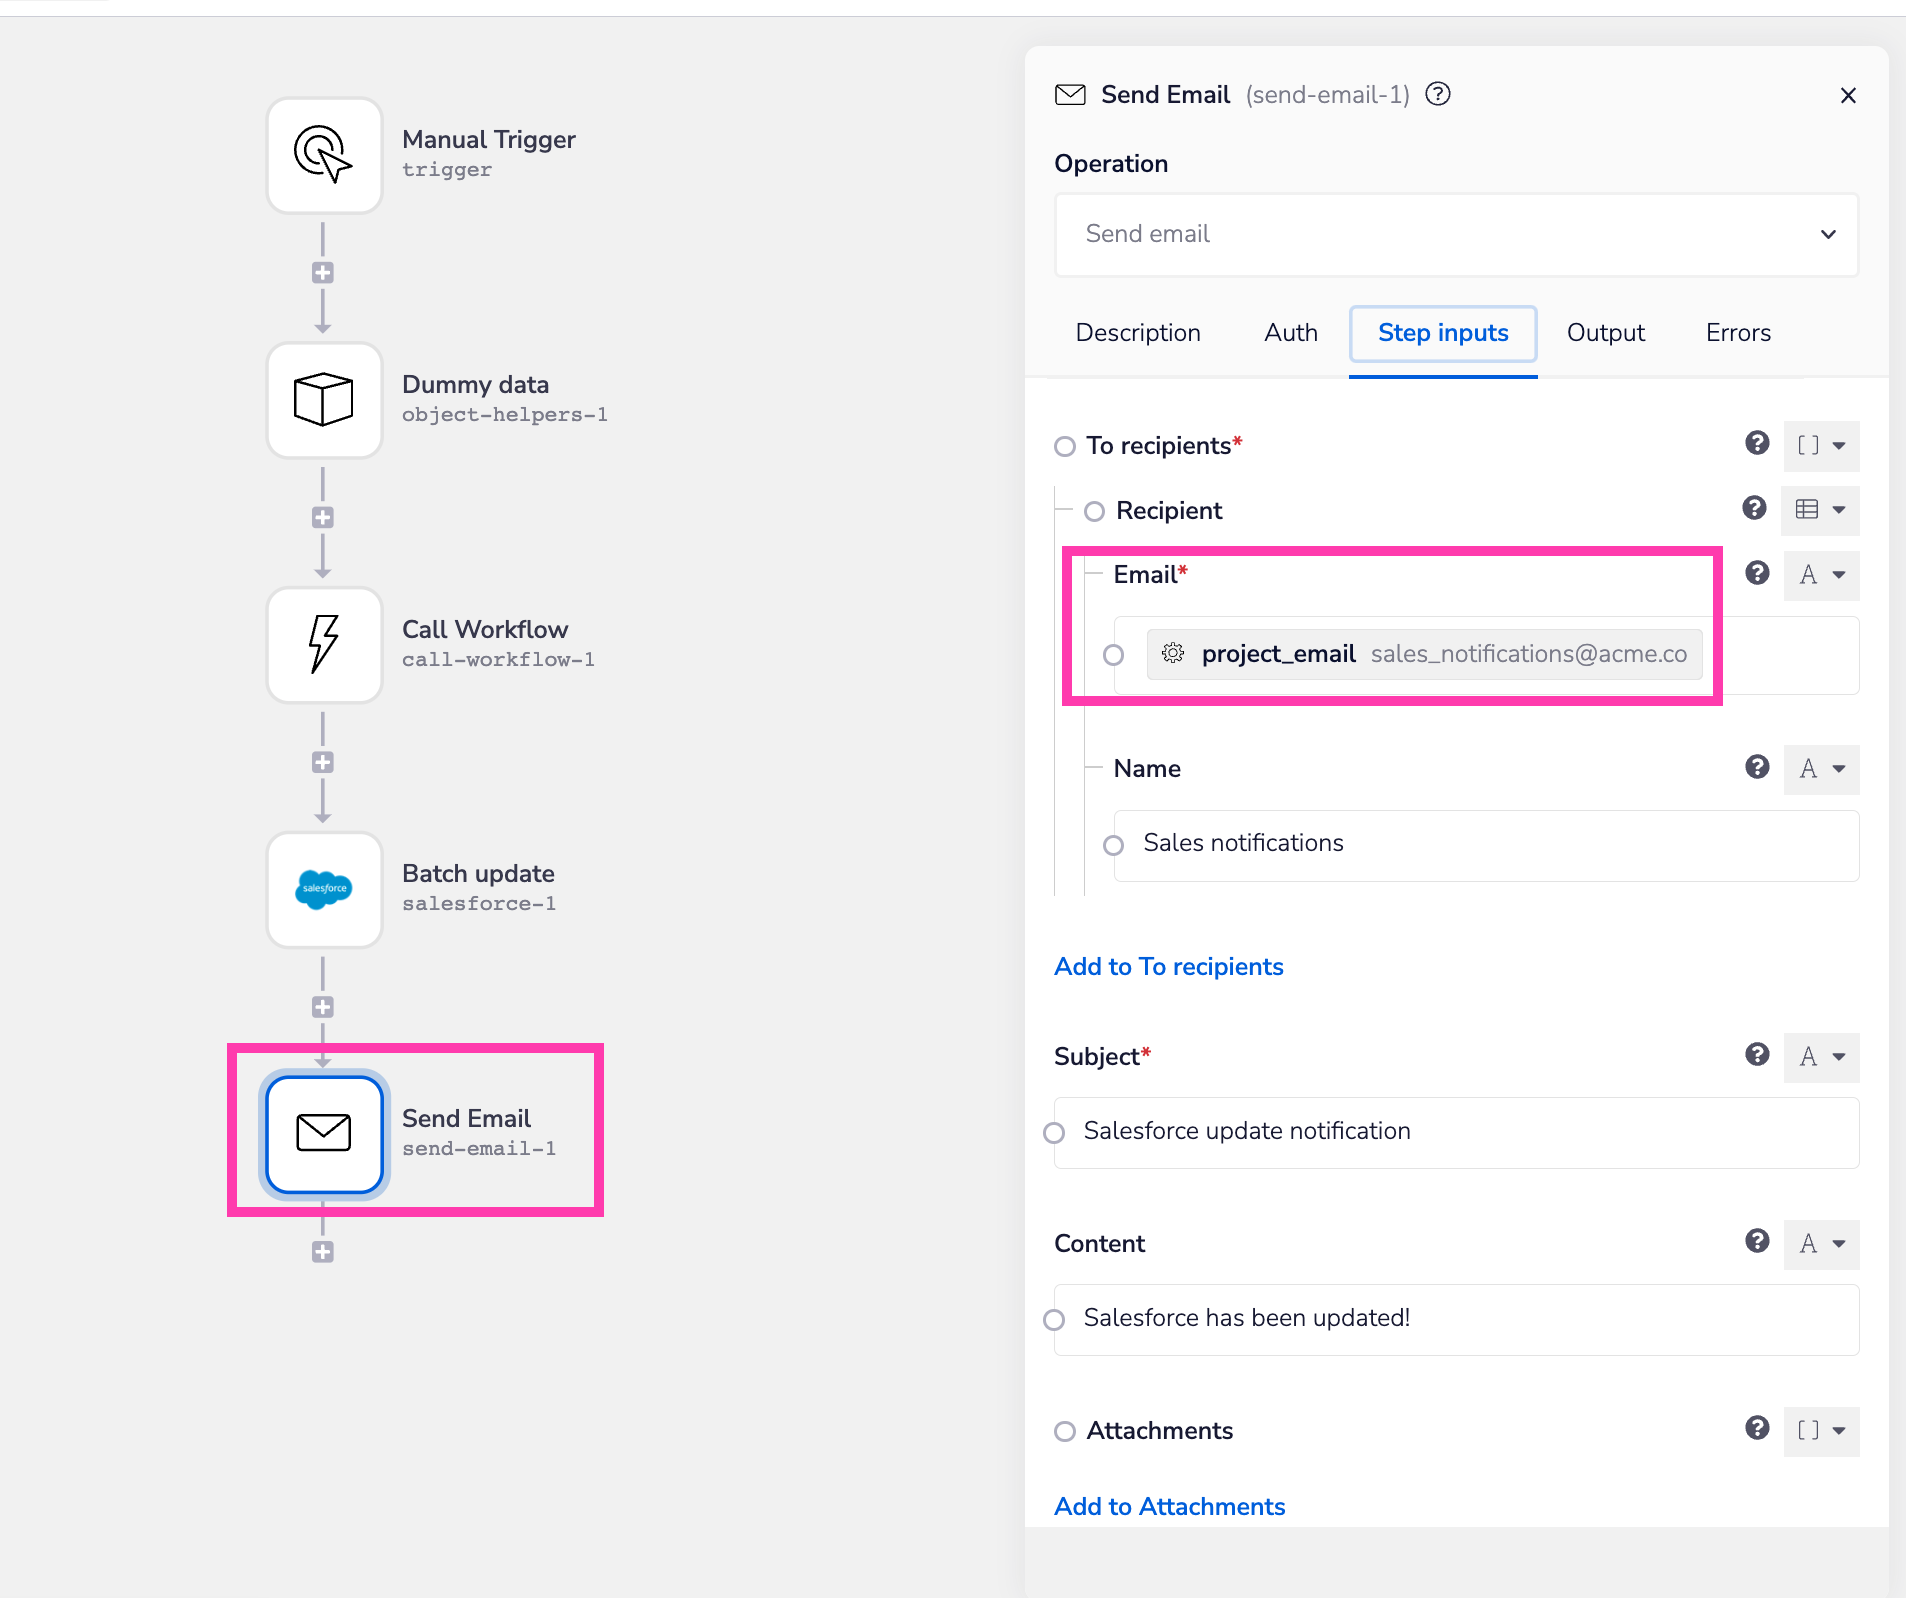 Manual Trigger
trigger
Dummy data
object-helpers-1
Call Workflow
call-workflow-1
salesforce
Batch update
salesforce-1
Send Email
send-email-1
Send Email (send-email-1)
Operation
Send email
Description Auth Step inputs Output Errors
To recipients*
Recipient
Email*
project_email sales_notifications@acme.co
Name
Sales notifications
Add to To recipients
Subject*
Salesforce update notification
Content
Salesforce has been updated!
Attachments
Add to Attachments